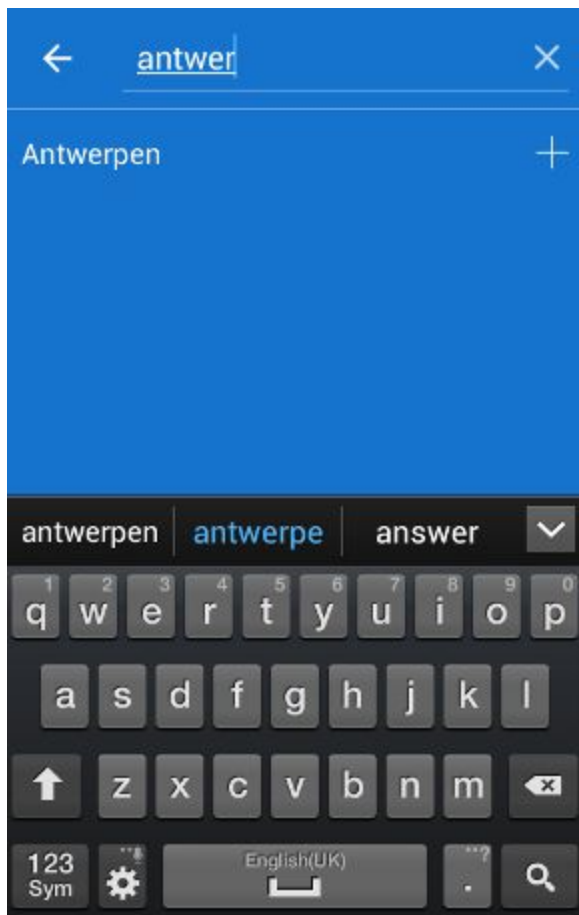 antwer
Antwerpen
antwerpen antwerpe answer
1 2 3 4 5 6 7 8 9 0
q w e r t y u i o p
a s d f g h j k l
z x c v b n m
123 English(UK) ...?
Sym .